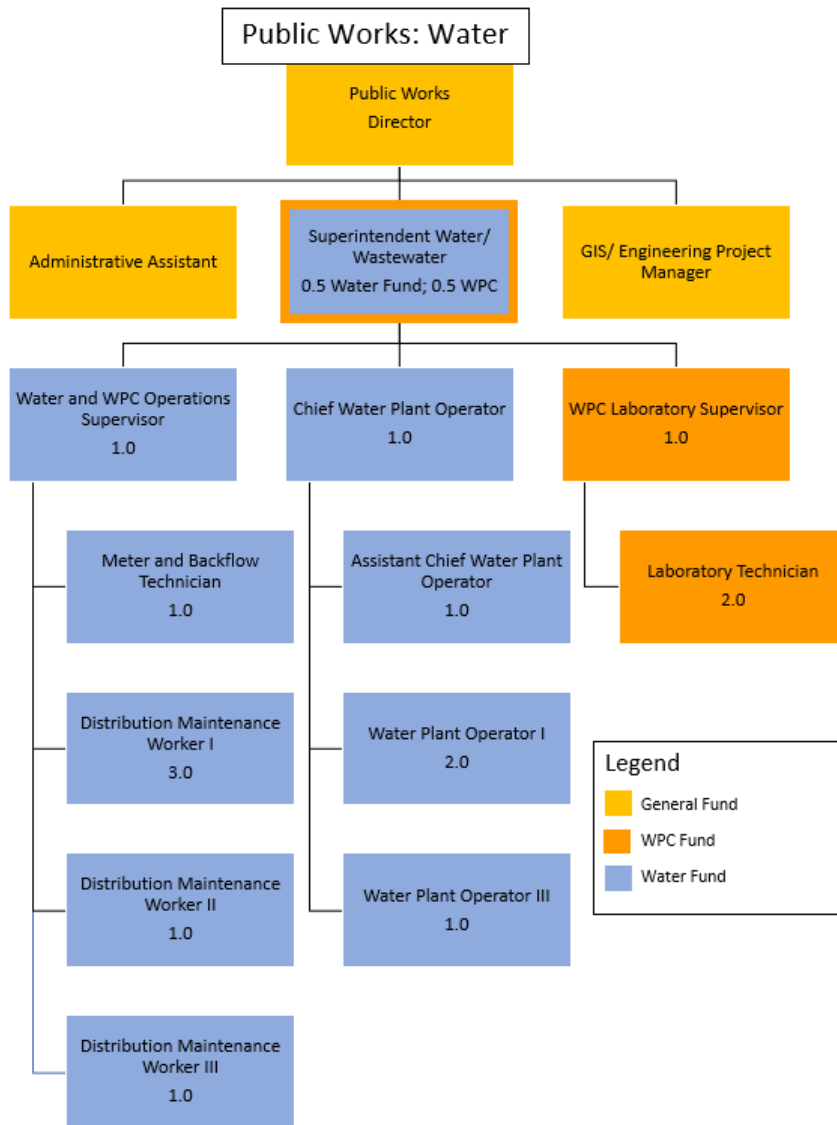 Public Works: Water
Public Works
Director
Administrative Assistant
Superintendent Water/
Wastewater
0.5 Water Fund; 0.5 WPC
GIS/ Engineering Project
Manager
Water and WPC Operations
Supervisor
1.0
Chief Water Plant Operator
1.0
WPC Laboratory Supervisor
1.0
Meter and Backflow
Technician
1.0
Assistant Chief Water Plant
Operator
1.0
Laboratory Technician
2.0
Distribution Maintenance
Worker I
3.0
Water Plant Operator I
2.0
Distribution Maintenance
Worker II
1.0
Water Plant Operator III
1.0
Distribution Maintenance
Worker III
1.0
Legend
General Fund
WPC Fund
Water Fund